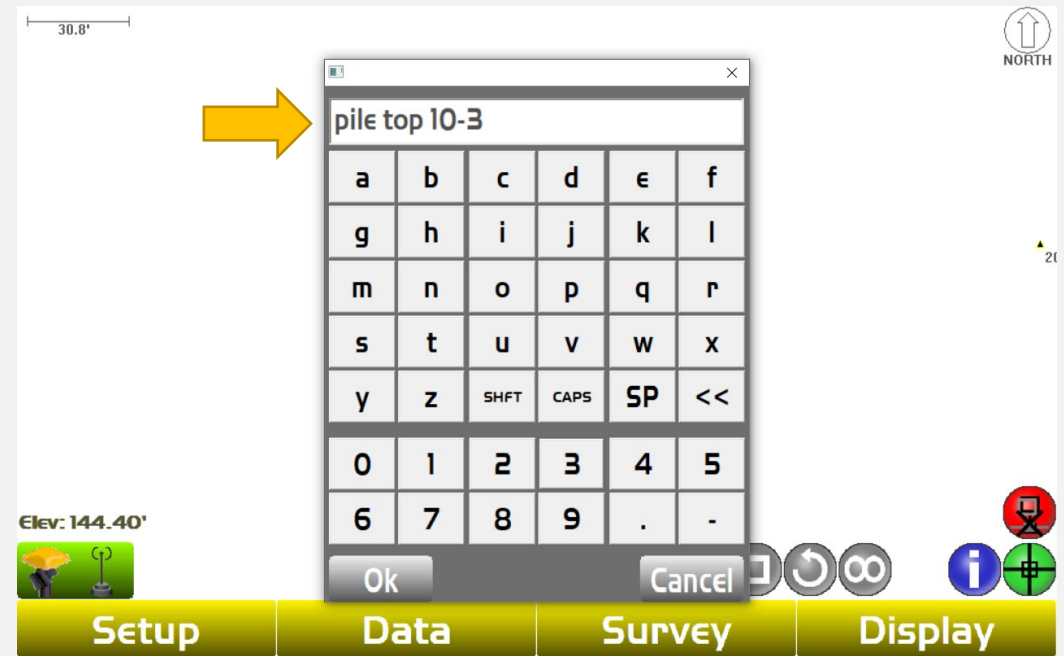 30.8'
NORTH
pile top 10-3
a b c d e f
g h i j k l
m n o p q r
s t u v w x
y z SHFT CAPS SP <<
0 1 2 3 4 5
6 7 8 9 . -
Ok Cancel
20
Elev: 144.40'
i
Setup Data Survey Display